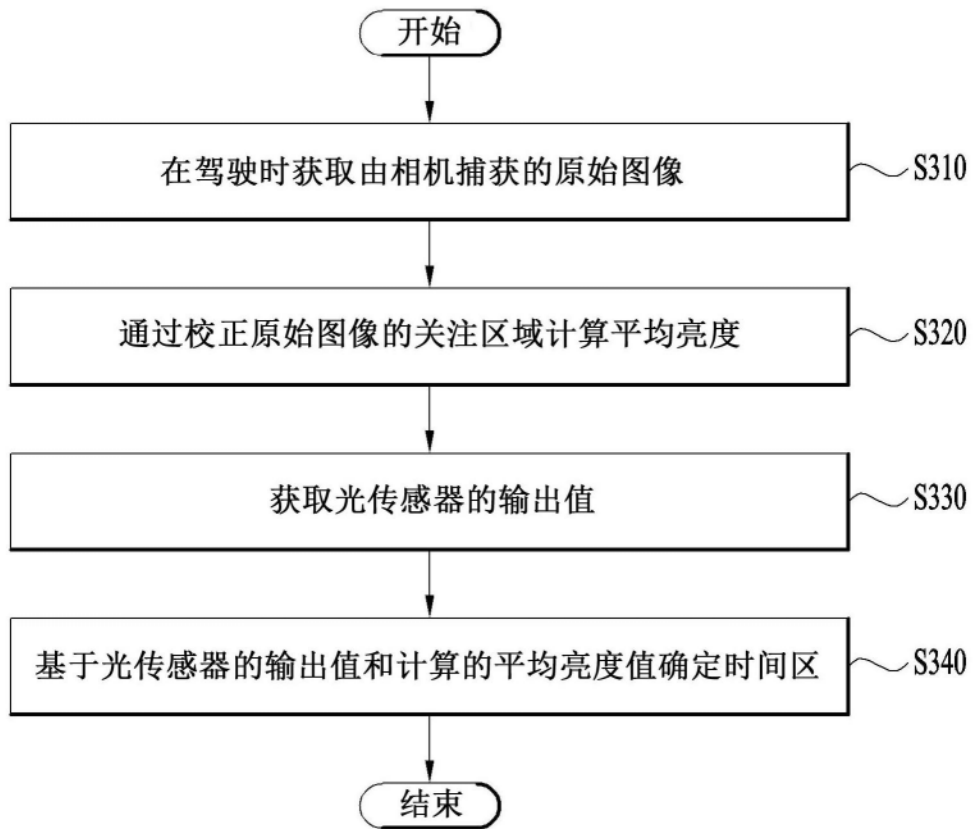 开始
在驾驶时获取由相机捕获的原始图像
S310
通过校正原始图像的关注区域计算平均亮度
S320
获取光传感器的输出值
S330
基于光传感器的输出值和计算的平均亮度值确定时间区
S340
结束